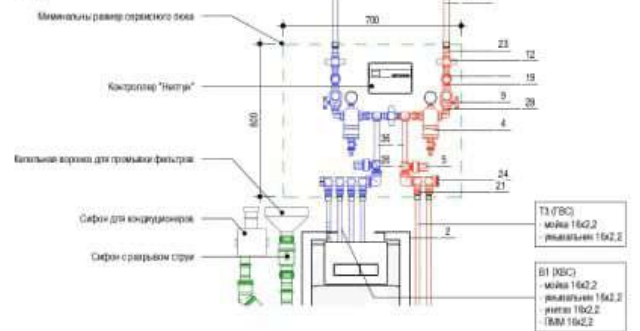 Минимальны размер сервисного люка
700
23
12
Контроллер "Нептун"
19
9
28
600
4
36
36
5
Капельная воронка для промывки фильтров
24
21
Сифон для кондиционеров
2
Т3 (ГВС)
- мойка 16х2,2
- умывальник 16х2,2
Сифон с разрывом струи
В1 (ХВС)
- мойка 16х2,2
- умывальник 16х2,2
- унитаз 16х2,2
- ПММ 16х2,2